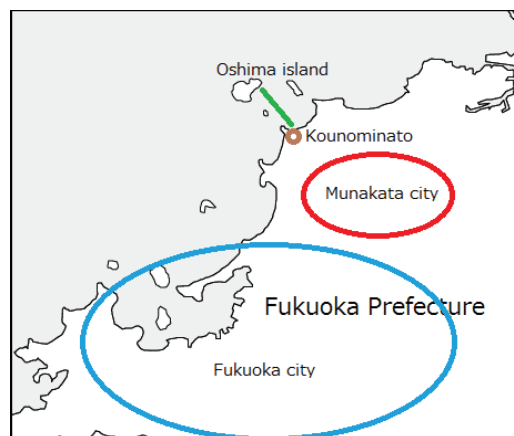 Oshima island
Kounominato
Munakata city
Fukuoka Prefecture
Fukuoka city